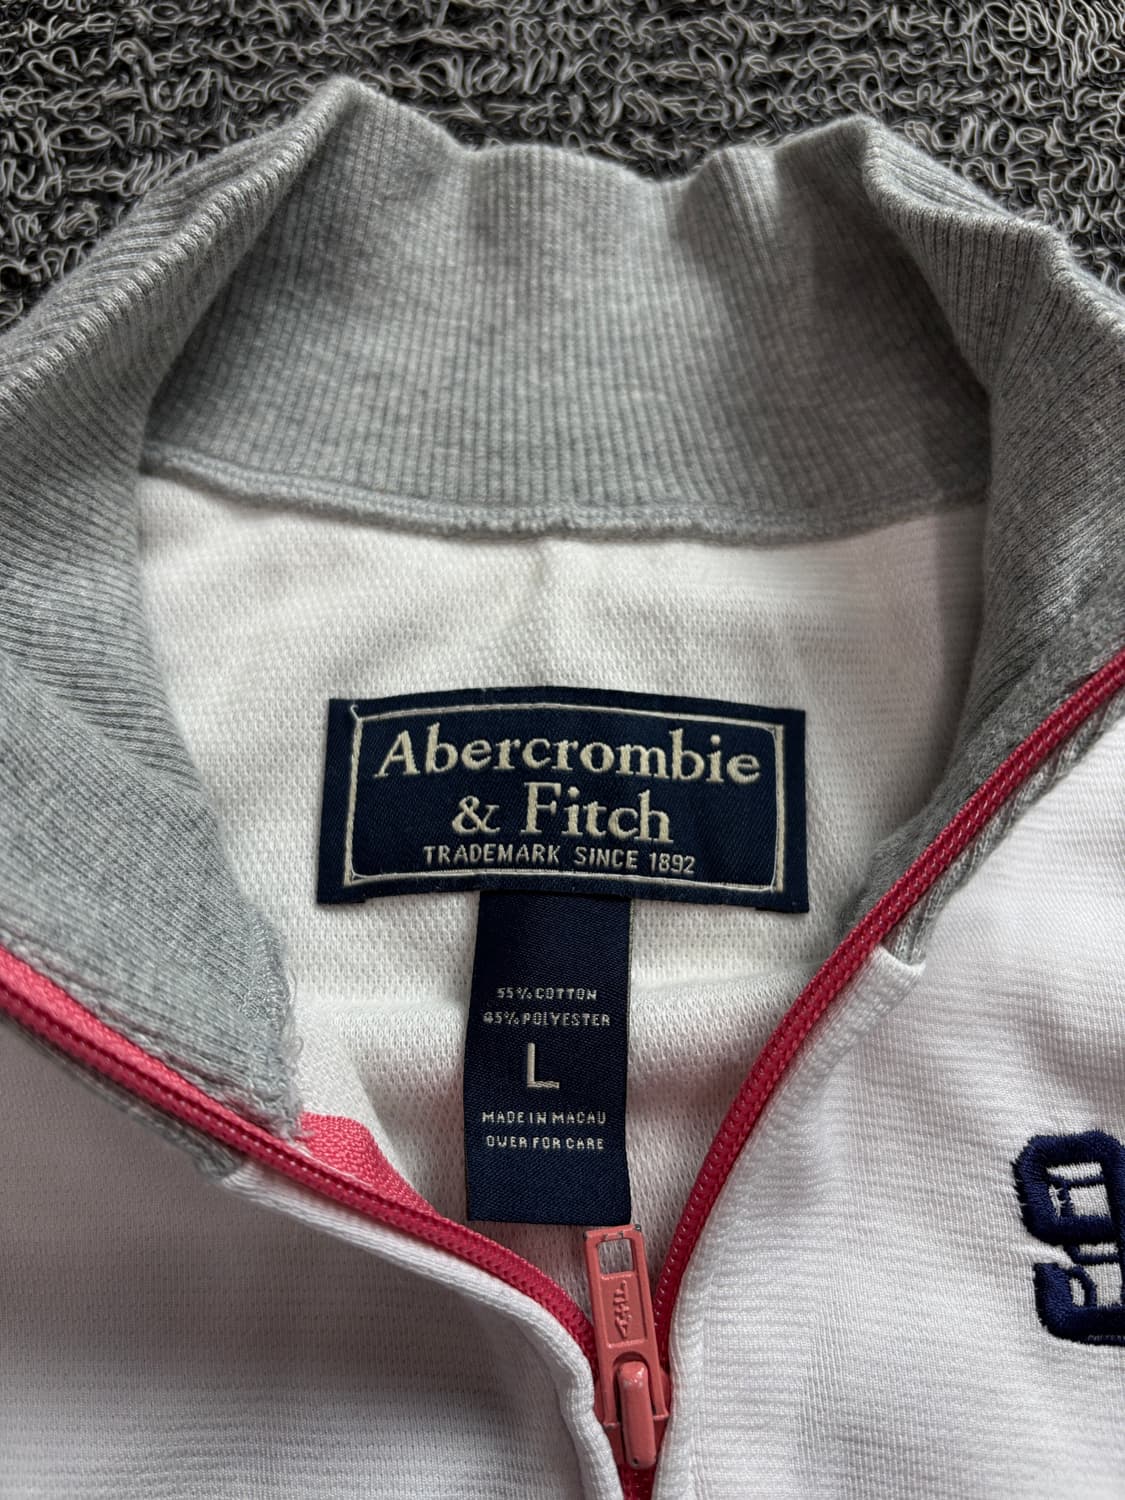 Abercrombie
& Fitch
TRADEMARK SINCE 1892
55% COTTON
45% POLYESTER
L
MADE IN MACAU
OVER FOR CARE